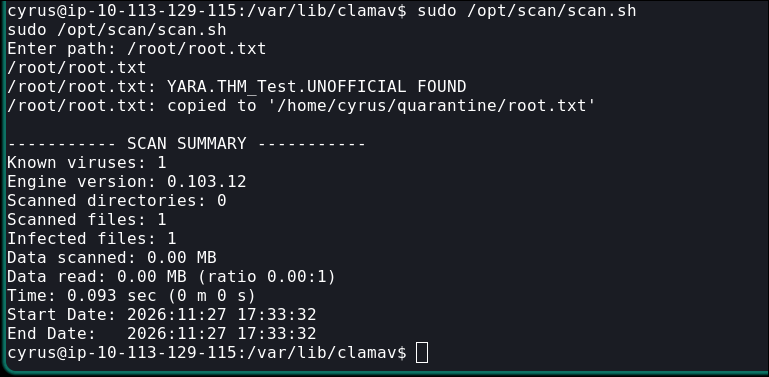 cyrus@ip-10-113-129-115:/var/lib/clamav$ sudo /opt/scan/scan.sh
sudo /opt/scan/scan.sh
Enter path: /root/root.txt
/root/root.txt
/root/root.txt: YARA.THM_Test.UNOFFICIAL FOUND
/root/root.txt: copied to '/home/cyrus/quarantine/root.txt'

----------- SCAN SUMMARY -----------
Known viruses: 1
Engine version: 0.103.12
Scanned directories: 0
Scanned files: 1
Infected files: 1
Data scanned: 0.00 MB
Data read: 0.00 MB (ratio 0.00:1)
Time: 0.093 sec (0 m 0 s)
Start Date: 2026:11:27 17:33:32
End Date:   2026:11:27 17:33:32
cyrus@ip-10-113-129-115:/var/lib/clamav$